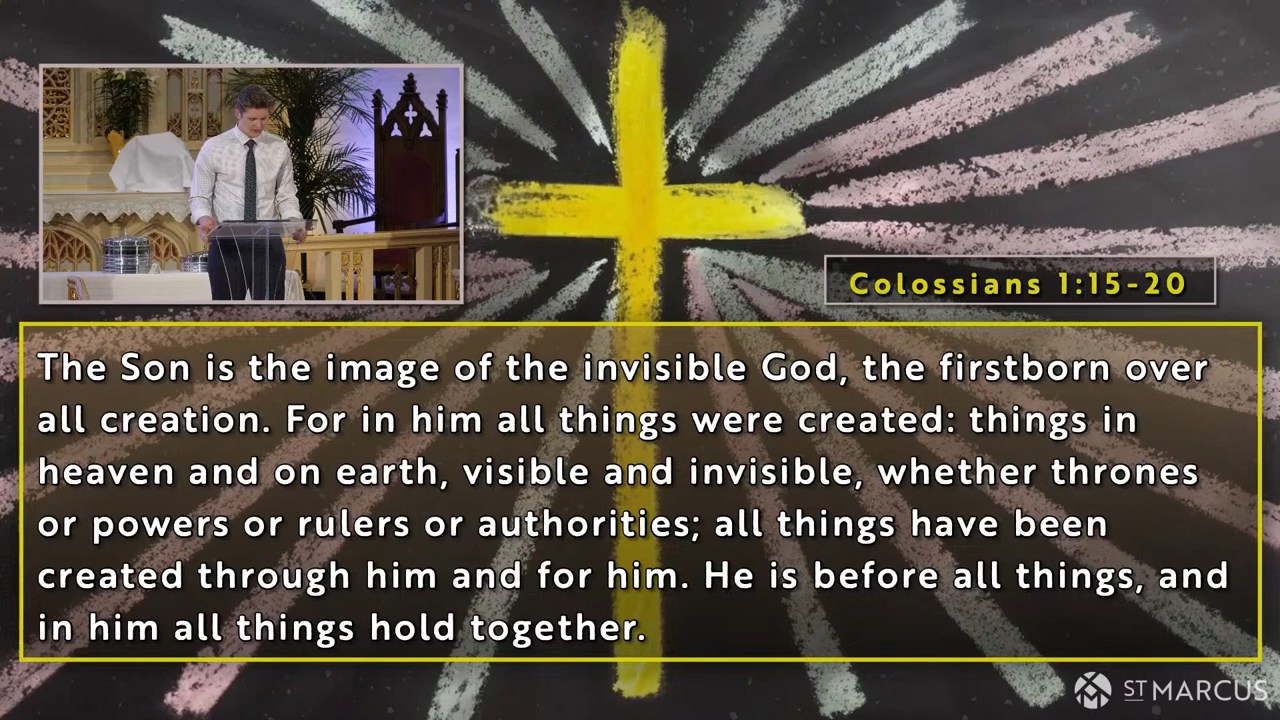 Colossians 1:15-20
The Son is the image of the invisible God, the firstborn over
all creation. For in him all things were created: things in
heaven and on earth, visible and invisible, whether thrones
or powers or rulers or authorities; all things have been
created through him and for him. He is before all things, and
in him all things hold together.
ST MARCUS